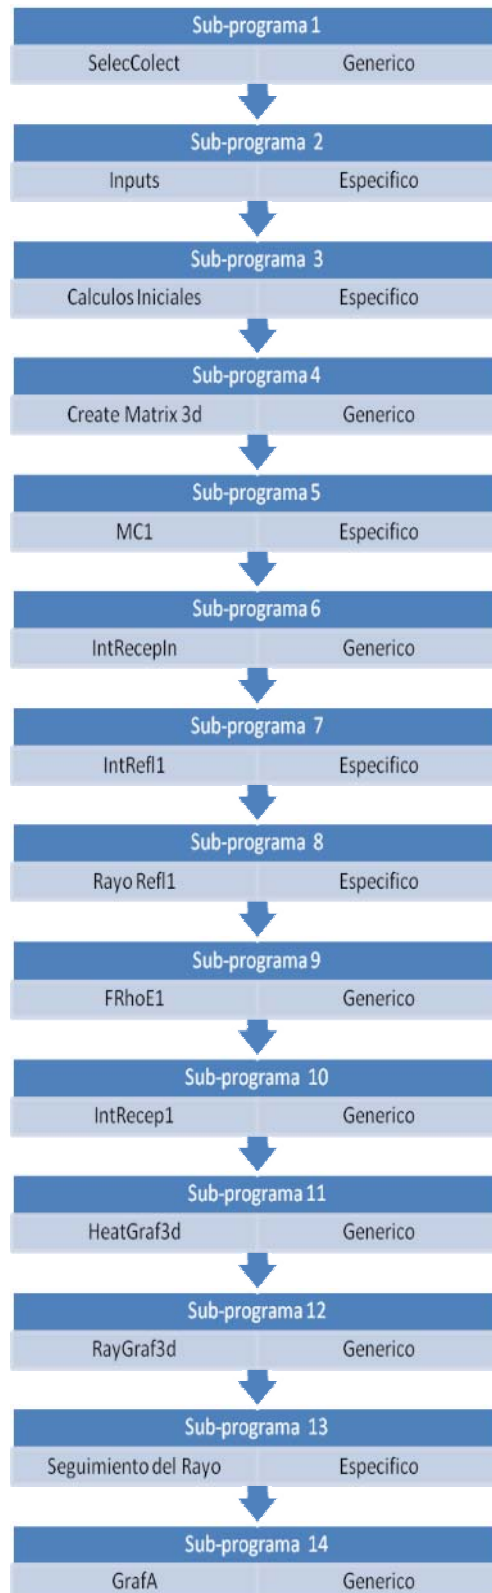 Sub-programa 1
SelecColect Generico
Sub-programa 2
Inputs Especifico
Sub-programa 3
Calculos Iniciales Especifico
Sub-programa 4
Create Matrix 3d Generico
Sub-programa 5
MC1 Especifico
Sub-programa 6
IntRecepIn Generico
Sub-programa 7
IntRefl1 Especifico
Sub-programa 8
Rayo Refl1 Especifico
Sub-programa 9
FRhoE1 Generico
Sub-programa 10
IntRecep1 Generico
Sub-programa 11
HeatGraf3d Generico
Sub-programa 12
RayGraf3d Generico
Sub-programa 13
Seguimiento del Rayo Especifico
Sub-programa 14
GrafA Generico